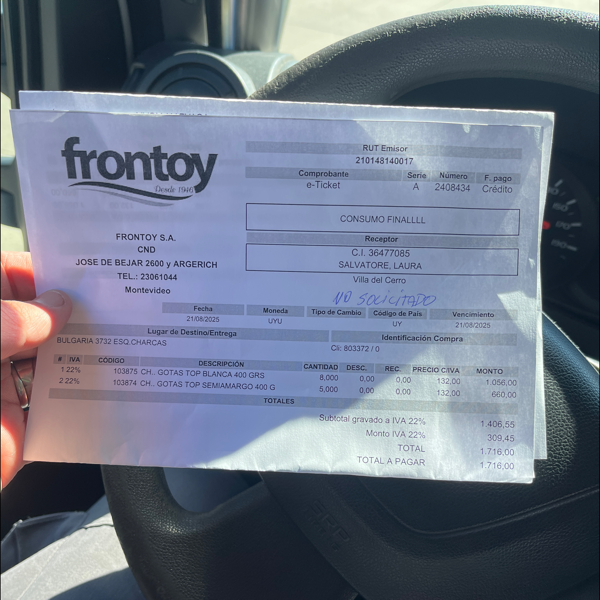 frontoy
Desde 1946
RUT Emisor
210148140017
Comprobante Serie Número F. pago
e-Ticket A 2408434 Crédito
CONSUMO FINALLLL
Receptor
C.I. 36477085
SALVATORE, LAURA
Villa del Cerro
FRONTOY S.A.
CND
JOSE DE BEJAR 2600 y ARGERICH
TEL.: 23061044
Montevideo
NO SOLICITADO
Fecha Moneda Tipo de Cambio Código de País Vencimiento
21/08/2025 UYU UY 21/08/2025
Lugar de Destino/Entrega Identificación Compra
BULGARIA 3732 ESQ.CHARCAS Cli: 803372 / 0
# IVA CÓDIGO DESCRIPCIÓN CANTIDAD DESC. REC. PRECIO C/IVA MONTO
1 22% 103875 CH.. GOTAS TOP BLANCA 400 GRS 8,000 0,00 0,00 132,00 1.056,00
2 22% 103874 CH.. GOTAS TOP SEMIAMARGO 400 G 5,000 0,00 0,00 132,00 660,00
TOTALES
Subtotal gravado a IVA 22% 1.406,55
Monto IVA 22% 309,45
TOTAL 1.716,00
TOTAL A PAGAR 1.716,00